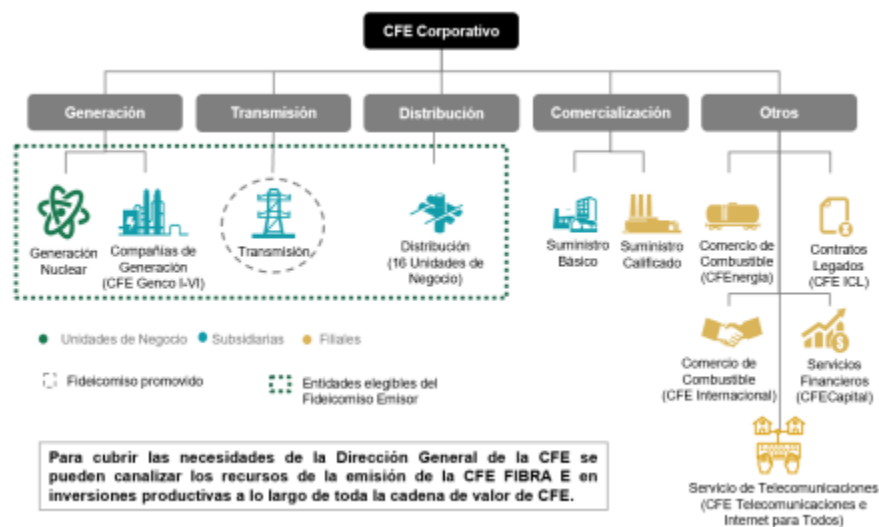 CFE Corporativo
Generación
Transmisión
Distribución
Comercialización
Otros
Generación
Nuclear
Compañías de
Generación
(CFE Genco I-VI)
Transmisión
Distribución
(16 Unidades de
Negocio)
Suministro
Básico
Suministro
Calificado
Comercio de
Combustible
(CFEnergía)
Contratos
Legados
(CFE ICL)
Comercio de
Combustible
(CFE Internacional)
Servicios
Financieros
(CFECapital)
Servicio de Telecomunicaciones
(CFE Telecomunicaciones e
Internet para Todos)
Unidades de Negocio
Subsidiarias
Filiales
Fideicomiso promovido
Entidades elegibles del
Fideicomiso Emisor
Para cubrir las necesidades de la Dirección General de la CFE se
pueden canalizar los recursos de la emisión de la CFE FIBRA E en
inversiones productivas a lo largo de toda la cadena de valor de CFE.